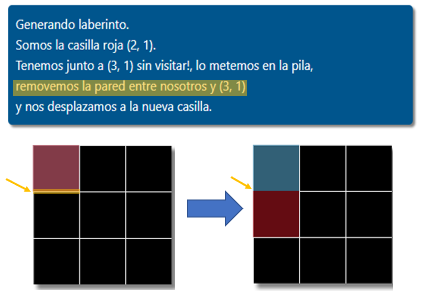 Generando laberinto.
Somos la casilla roja (2, 1).
Tenemos junto a (3, 1) sin visitar!, lo metemos en la pila,
removemos la pared entre nosotros y (3, 1)
y nos desplazamos a la nueva casilla.